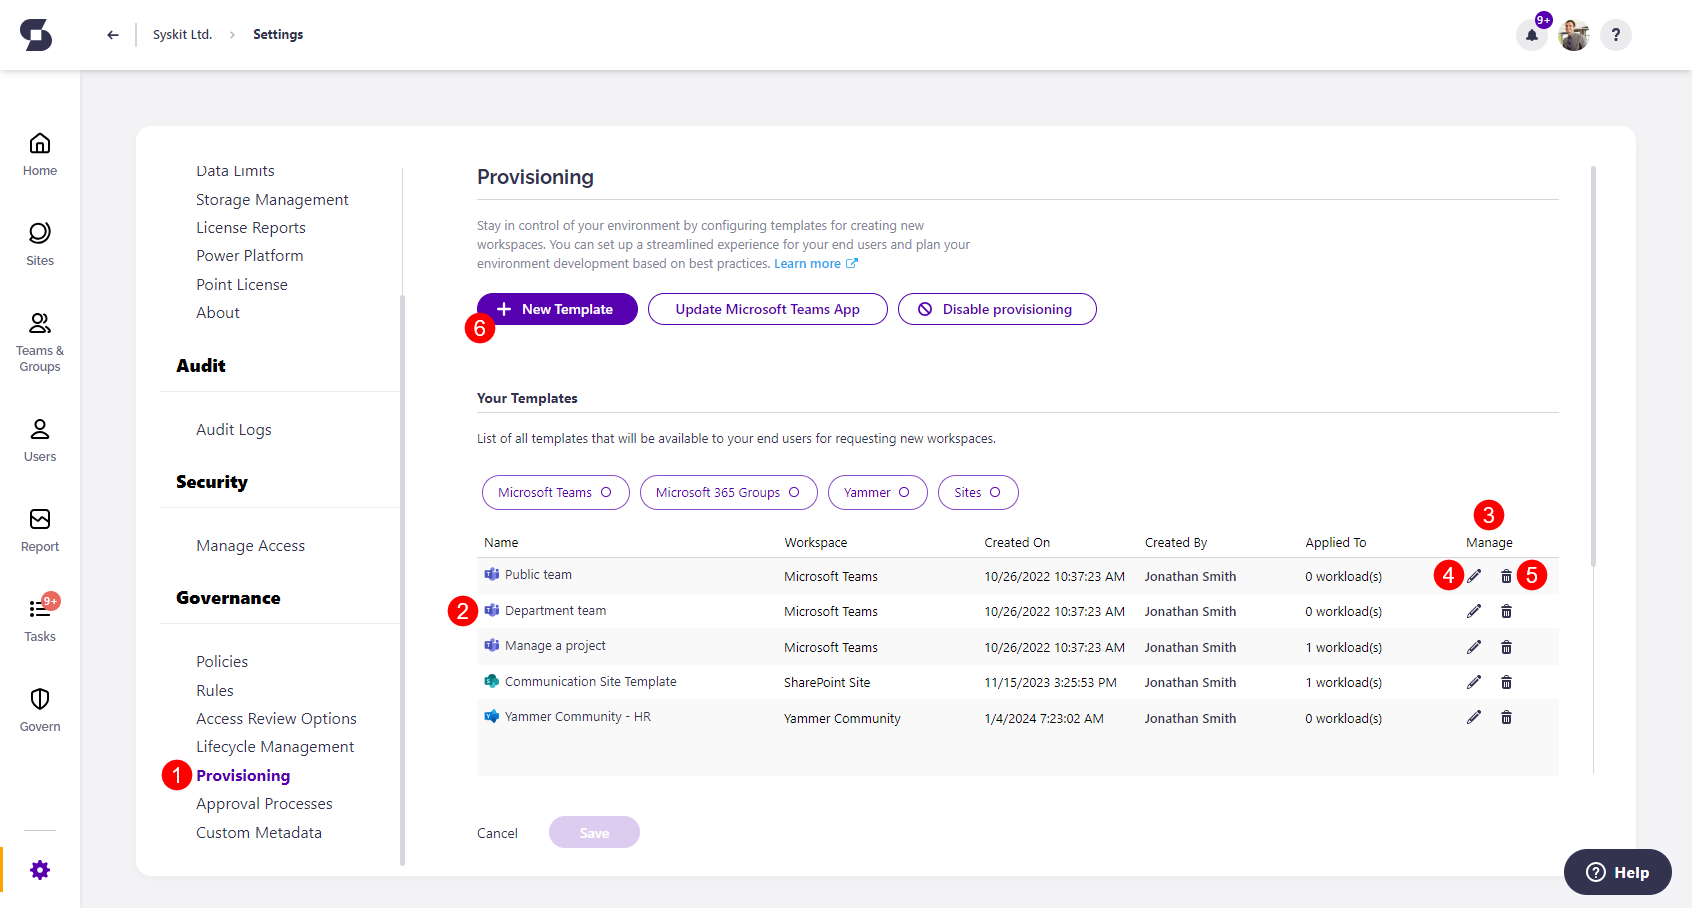 Syskit Ltd. > Settings
9+
?
Home
Sites
Teams &
Groups
Users
Report
9+
Tasks
Govern
Data Limits
Storage Management
License Reports
Power Platform
Point License
About
Audit
Audit Logs
Security
Manage Access
Governance
Policies
Rules
Access Review Options
Lifecycle Management
1 Provisioning
Approval Processes
Custom Metadata
Provisioning
Stay in control of your environment by configuring templates for creating new
workspaces. You can set up a streamlined experience for your end users and plan your
environment development based on best practices. Learn more
+ New Template
Update Microsoft Teams App
Disable provisioning
6
Your Templates
List of all templates that will be available to your end users for requesting new workspaces.
Microsoft Teams
Microsoft 365 Groups
Yammer
Sites
3
Name Workspace Created On Created By Applied To Manage
Public team Microsoft Teams 10/26/2022 10:37:23 AM Jonathan Smith 0 workload(s) 4 5
2 Department team Microsoft Teams 10/26/2022 10:37:23 AM Jonathan Smith 0 workload(s)
Manage a project Microsoft Teams 10/26/2022 10:37:23 AM Jonathan Smith 1 workload(s)
Communication Site Template SharePoint Site 11/15/2023 3:25:53 PM Jonathan Smith 1 workload(s)
Yammer Community - HR Yammer Community 1/4/2024 7:23:02 AM Jonathan Smith 0 workload(s)
Cancel
Save
? Help